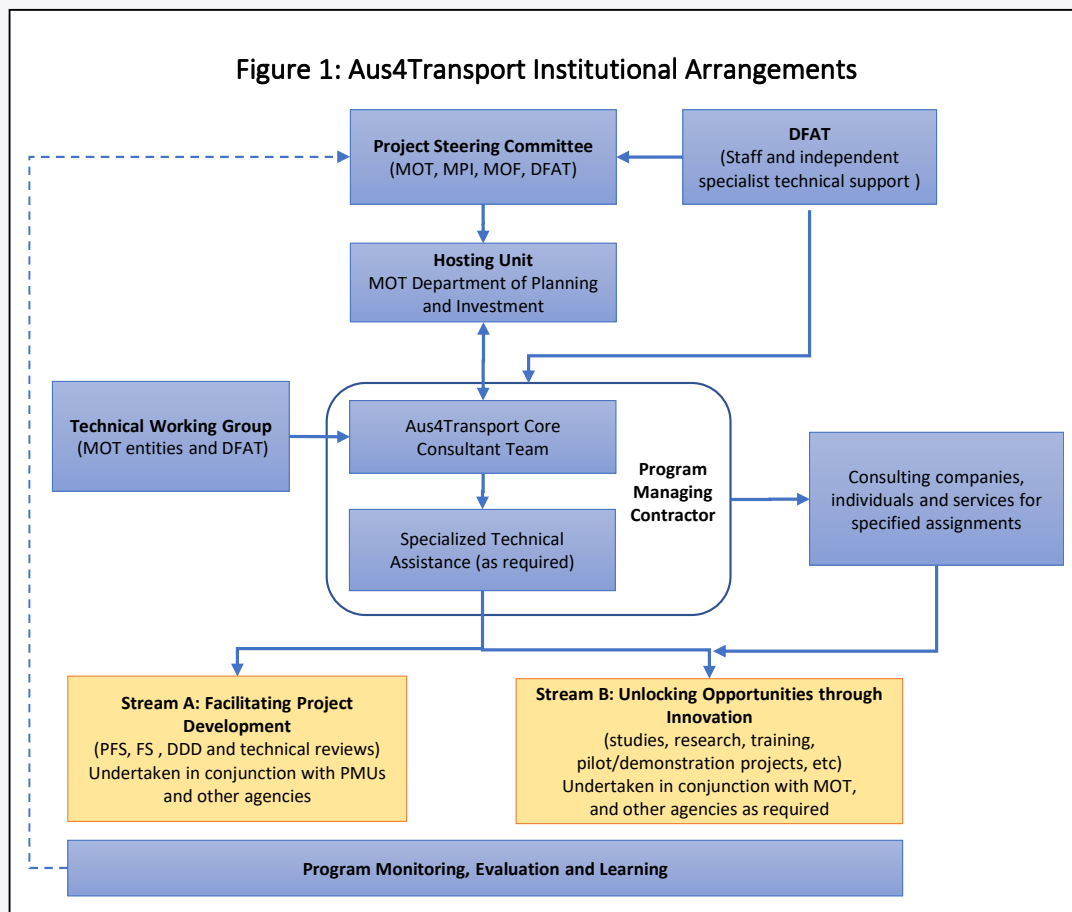 Figure 1: Aus4Transport Institutional Arrangements
Project Steering Committee
(MOT, MPI, MOF, DFAT)
DFAT
(Staff and independent
specialist technical support )
Hosting Unit
MOT Department of Planning
and Investment
Technical Working Group
(MOT entities and DFAT)
Aus4Transport Core
Consultant Team
Program
Managing
Contractor
Specialized Technical
Assistance (as required)
Consulting companies,
individuals and services for
specified assignments
Stream A: Facilitating Project
Development
(PFS, FS , DDD and technical reviews)
Undertaken in conjunction with PMUs
and other agencies
Stream B: Unlocking Opportunities through
Innovation
(studies, research, training,
pilot/demonstration projects, etc)
Undertaken in conjunction with MOT,
and other agencies as required
Program Monitoring, Evaluation and Learning